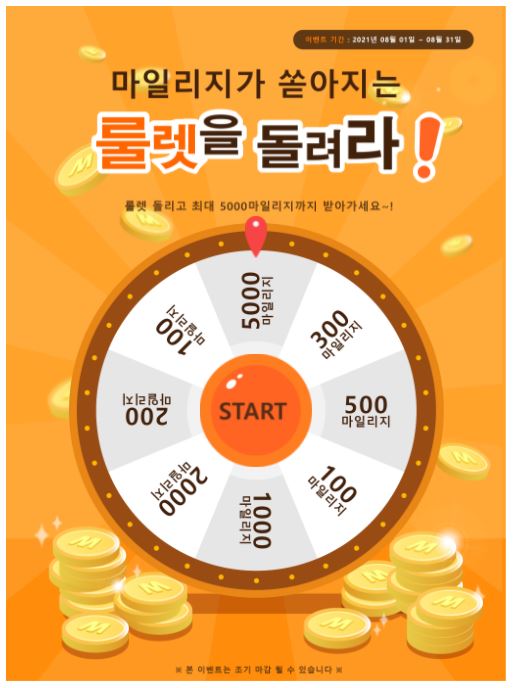 이벤트 기간 : 2021년 08월 01일 ~ 08월 31일
마일리지가 쏟아지는
룰렛을 돌려라!
룰렛 돌리고 최대 5000마일리지까지 받아가세요~!
5000
마일리지
300
마일리지
500
마일리지
100
마일리지
1000
마일리지
2000
마일리지
200
마일리지
100
마일리지
START
※ 본 이벤트는 조기 마감 될 수 있습니다 ※